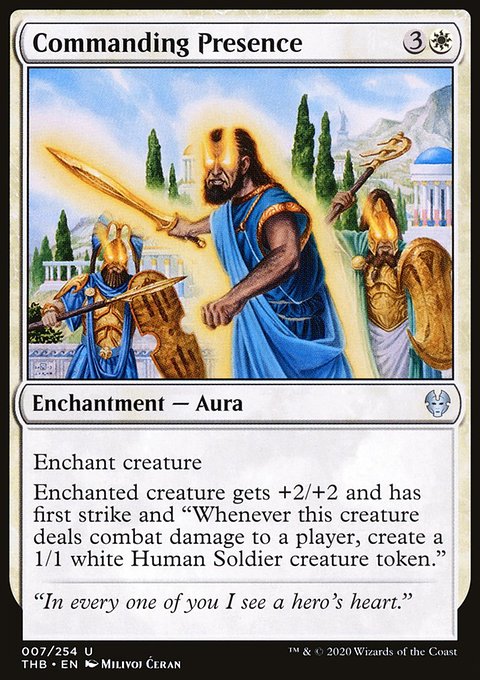 Commanding Presence 3
Enchantment — Aura
Enchant creature
Enchanted creature gets +2/+2 and has
first strike and “Whenever this creature
deals combat damage to a player, create a
1/1 white Human Soldier creature token.”
“In every one of you I see a hero’s heart.”
007/254 U
THB • EN Milivoj Ćeran
™ & © 2020 Wizards of the Coast